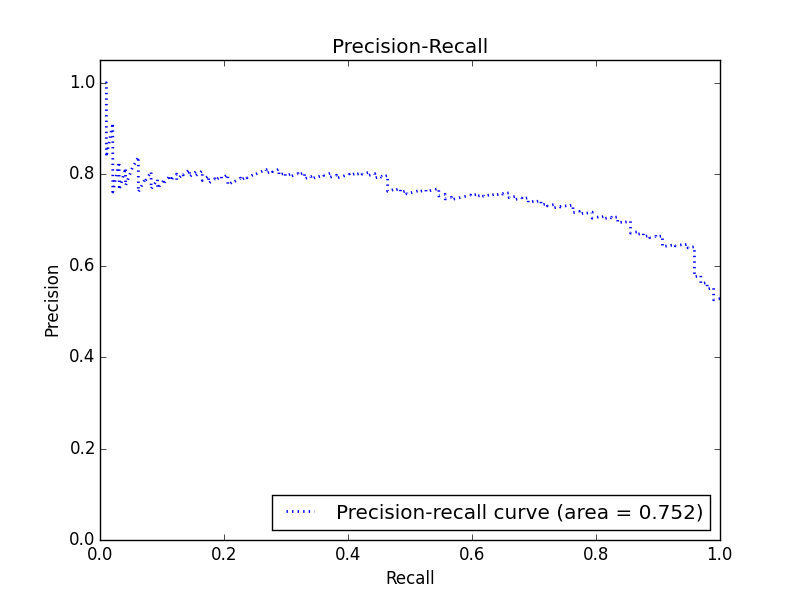 Precision-Recall
1.0
0.8
0.6
0.4
0.2
0.0
Precision
Precision-recall curve (area = 0.752)
0.0 0.2 0.4 0.6 0.8 1.0
Recall